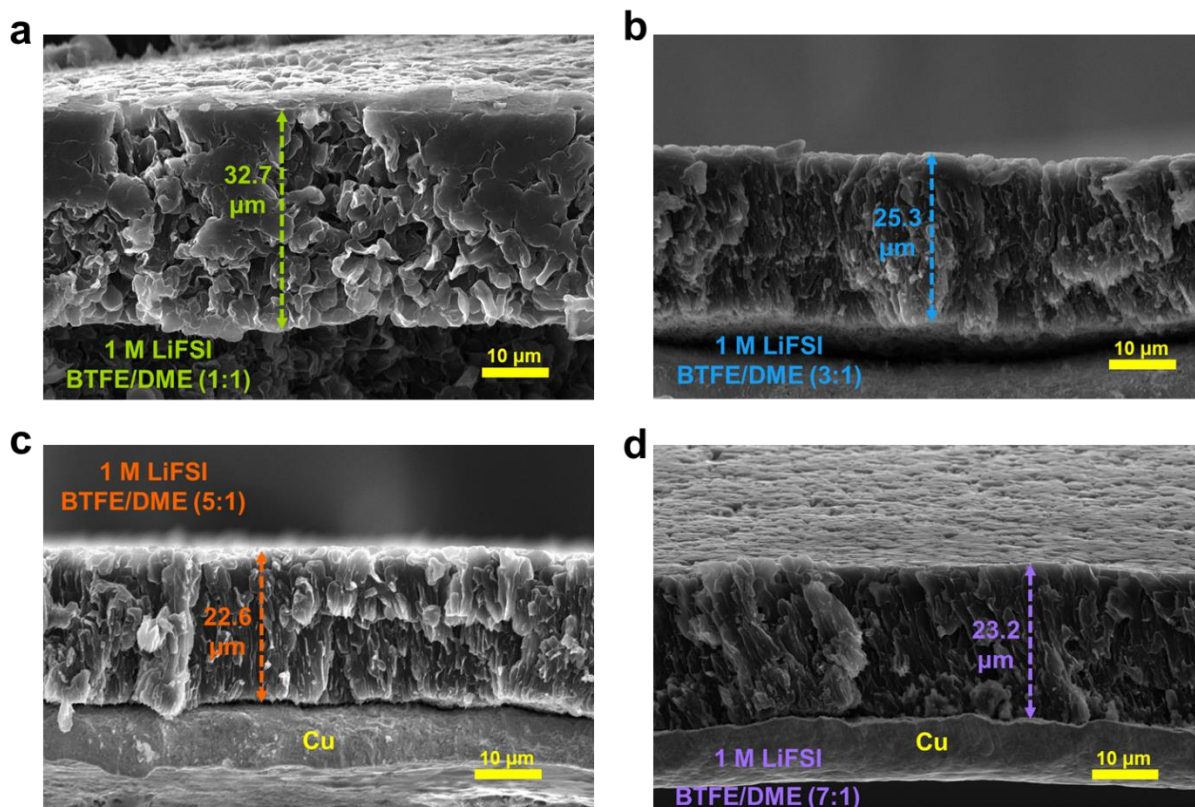 a
32.7
µm
1 M LiFSI
BTFE/DME (1:1)
10 µm
b
25.3
µm
1 M LiFSI
BTFE/DME (3:1)
10 µm
c
1 M LiFSI
BTFE/DME (5:1)
22.6
µm
Cu
10 µm
d
23.2
µm
Cu
1 M LiFSI
BTFE/DME (7:1)
10 µm